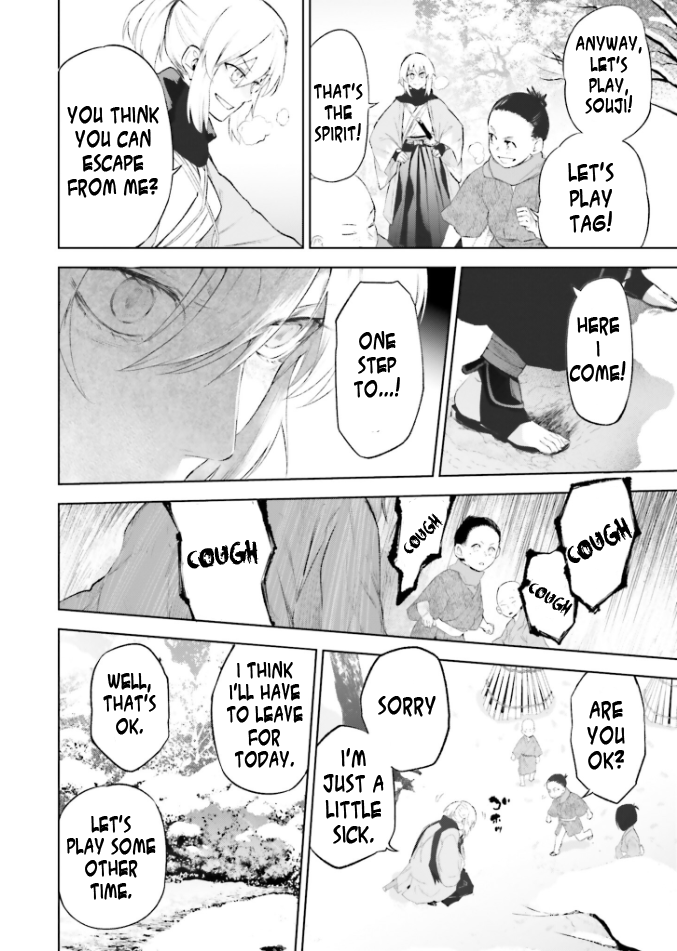 ANYWAY,
LET'S
PLAY,
SOUJI!
LET'S
PLAY
TAG!
THAT'S
THE
SPIRIT!
YOU THINK
YOU CAN
ESCAPE
FROM ME?
HERE
I
COME!
ONE
STEP
TO...!
COUGH
COUGH
COUGH
COUGH
ARE
YOU
OK?
SORRY
I'M
JUST A
LITTLE
SICK.
I THINK
I'LL HAVE
TO LEAVE
FOR
TODAY.
WELL,
THAT'S
OK.
LET'S
PLAY SOME
OTHER
TIME.